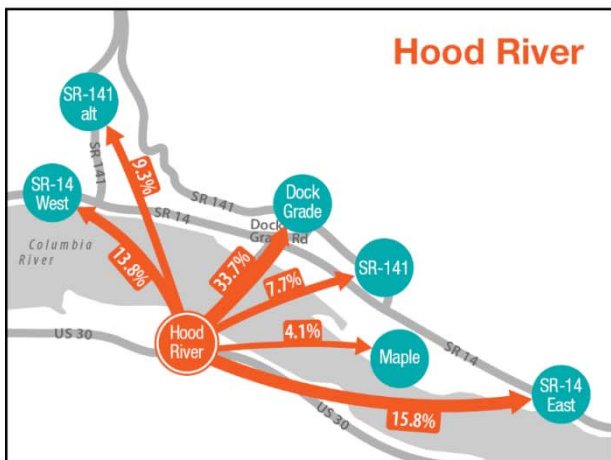 Hood River
SR-141
alt
9.3%
SR 141
SR-14
West
SR 141
Dock
Grade
SR 14
Dock
Grade Rd
Columbia
River
13.8%
33.7%
7.7%
SR-141
Hood
River
4.1%
Maple
US 30
SR 14
SR-14
East
15.8%
US 30